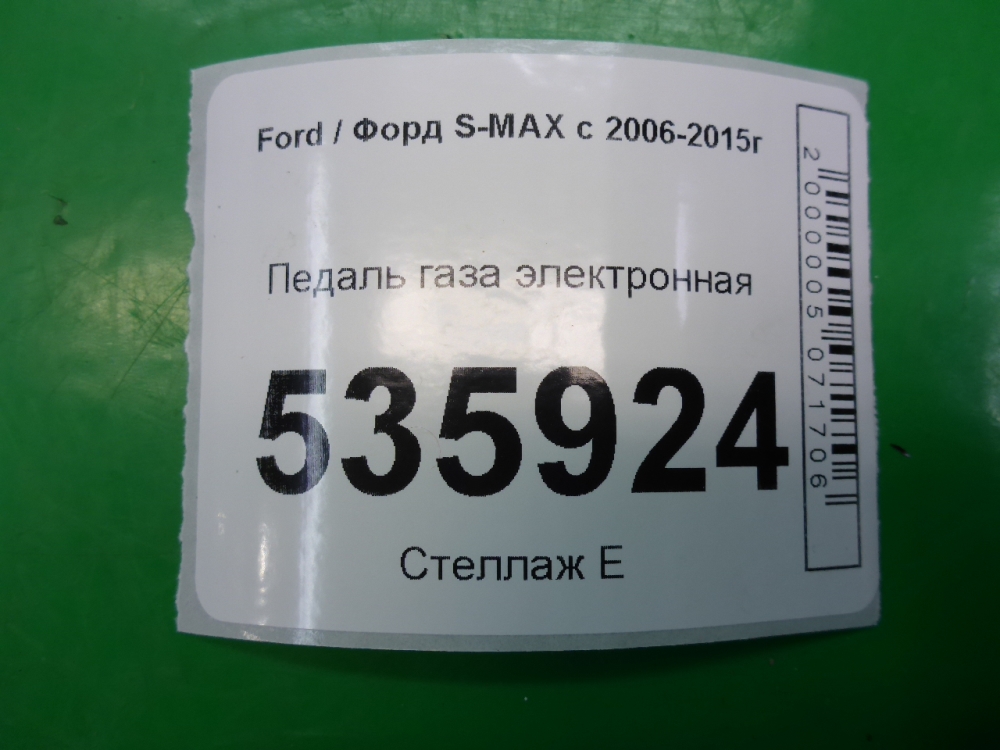 Ford / Форд S-MAX с 2006-2015г
Педаль газа электронная
535924
Стеллаж Е
2000005071706